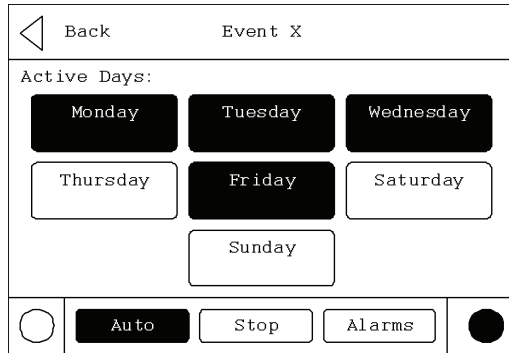 Back Event X
Active Days:
Monday Tuesday Wednesday
Thursday Friday Saturday
Sunday
Auto Stop Alarms